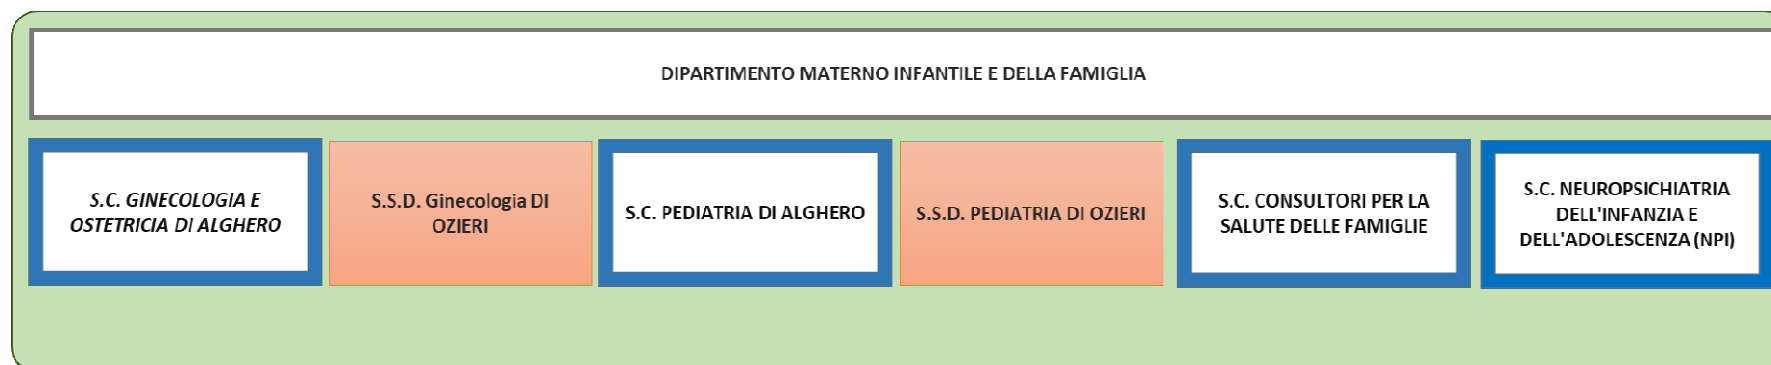 DIPARTIMENTO MATERNO INFANTILE E DELLA FAMIGLIA
S.C. GINECOLOGIA E
OSTETRICIA DI ALGHERO
S.S.D. Ginecologia DI
OZIERI
S.C. PEDIATRIA DI ALGHERO
S.S.D. PEDIATRIA DI OZIERI
S.C. CONSULTORI PER LA
SALUTE DELLE FAMIGLIE
S.C. NEUROPSICHIATRIA
DELL'INFANZIA E
DELL'ADOLESCENZA (NPI)